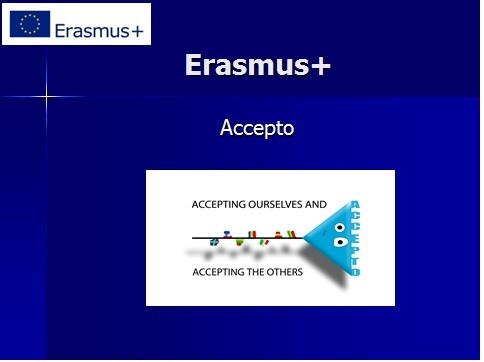 Erasmus+
Erasmus+
Accepto
ACCEPTING OURSELVES AND
ACCEPTO
ACCEPTING THE OTHERS